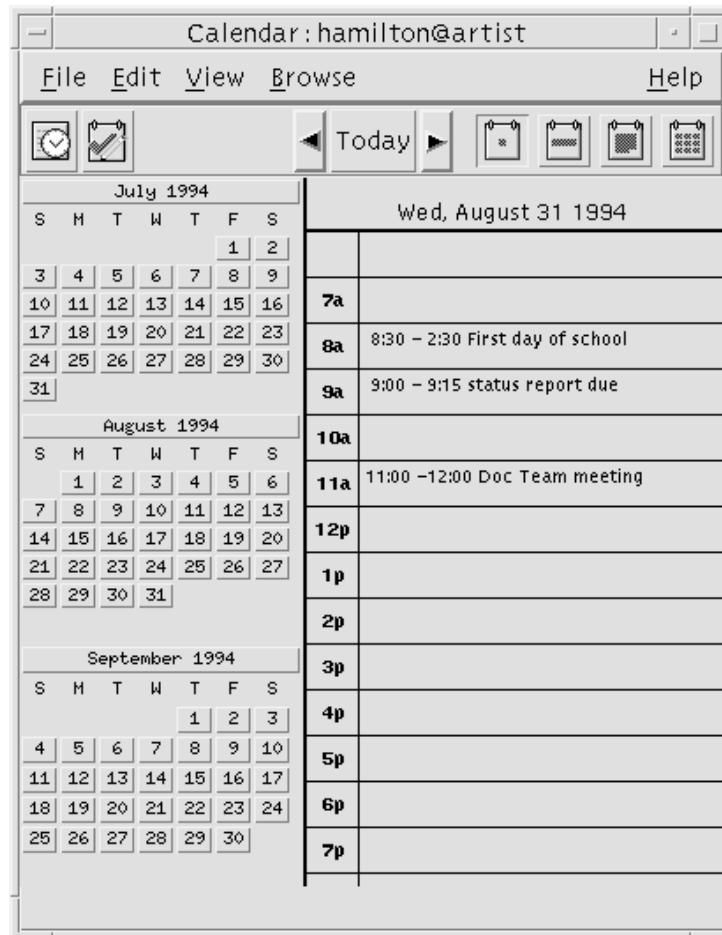 Calendar : hamilton@artist
File Edit View Browse Help
Today
July 1994
S M T W T F S
1 2
3 4 5 6 7 8 9
10 11 12 13 14 15 16
17 18 19 20 21 22 23
24 25 26 27 28 29 30
31
August 1994
S M T W T F S
1 2 3 4 5 6
7 8 9 10 11 12 13
14 15 16 17 18 19 20
21 22 23 24 25 26 27
28 29 30 31
September 1994
S M T W T F S
1 2 3
4 5 6 7 8 9 10
11 12 13 14 15 16 17
18 19 20 21 22 23 24
25 26 27 28 29 30
Wed, August 31 1994
7a
8a 8:30 – 2:30 First day of school
9a 9:00 – 9:15 status report due
10a
11a 11:00 –12:00 Doc Team meeting
12p
1p
2p
3p
4p
5p
6p
7p